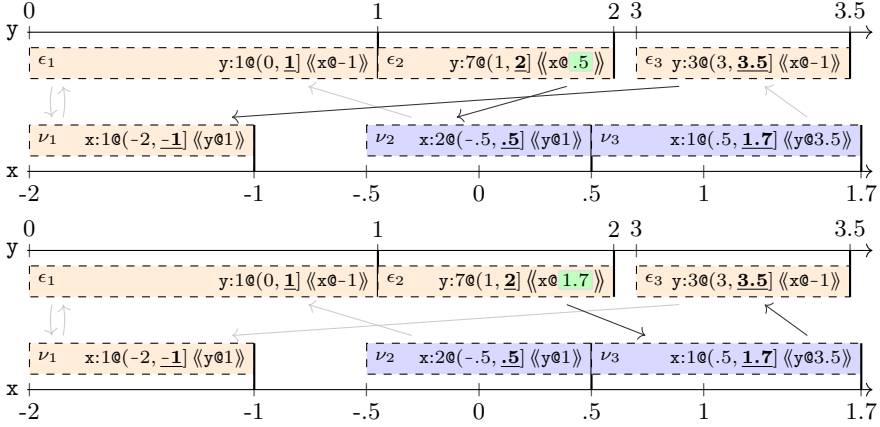 0 1 2 3 3.5
y
ϵ1 y:1@(0, 1] ⟪x@-1⟫ ϵ2 y:7@(1, 2] ⟪x@.5⟫ ϵ3 y:3@(3, 3.5] ⟪x@-1⟫
ν1 x:1@(-2, -1] ⟪y@1⟫ ν2 x:2@(-.5, .5] ⟪y@1⟫ ν3 x:1@(.5, 1.7] ⟪y@3.5⟫
x
-2 -1 -.5 0 .5 1 1.7
0 1 2 3 3.5
y
ϵ1 y:1@(0, 1] ⟪x@-1⟫ ϵ2 y:7@(1, 2] ⟪x@1.7⟫ ϵ3 y:3@(3, 3.5] ⟪x@-1⟫
ν1 x:1@(-2, -1] ⟪y@1⟫ ν2 x:2@(-.5, .5] ⟪y@1⟫ ν3 x:1@(.5, 1.7] ⟪y@3.5⟫
x
-2 -1 -.5 0 .5 1 1.7